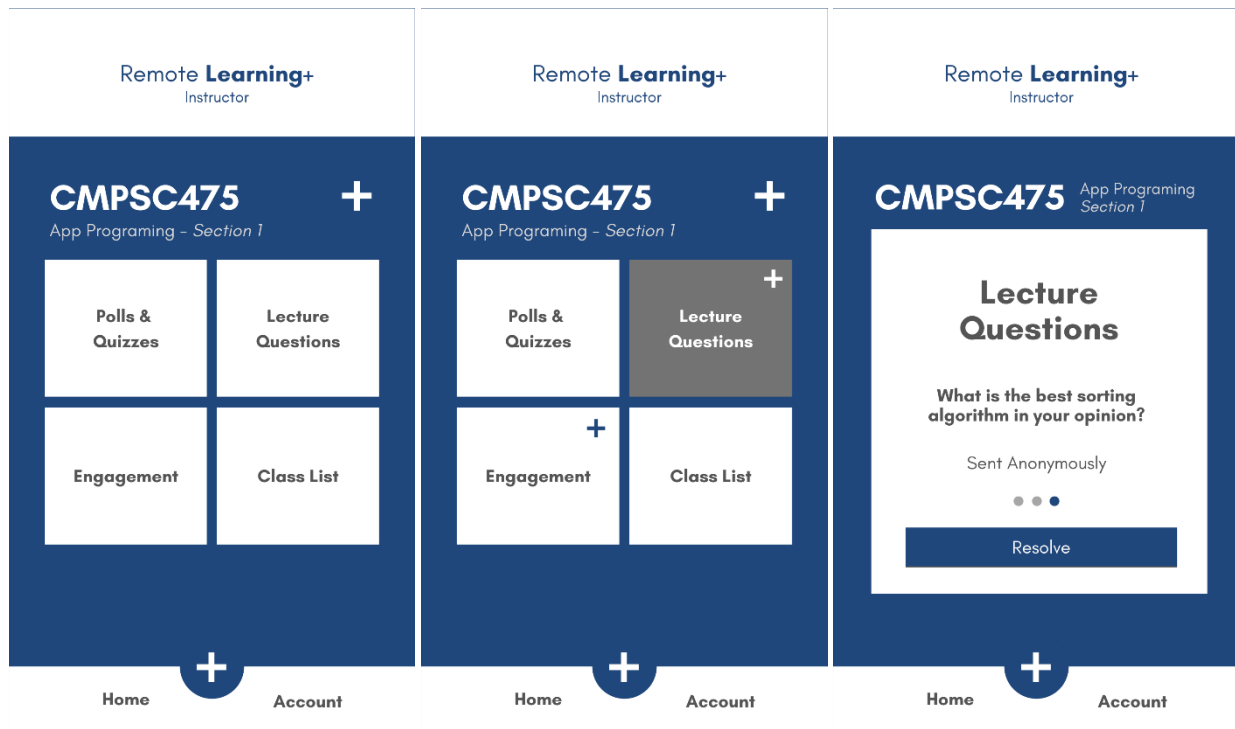 Remote Learning+
Instructor
CMPSC475
+
App Programing - Section 1
Polls &
Quizzes
Lecture
Questions
Engagement
Class List
+
Home
Account
Remote Learning+
Instructor
CMPSC475
+
App Programing - Section 1
Polls &
Quizzes
+
Lecture
Questions
+
Engagement
Class List
+
Home
Account
Remote Learning+
Instructor
CMPSC475
App Programing
Section 1
Lecture
Questions
What is the best sorting
algorithm in your opinion?
Sent Anonymously
Resolve
+
Home
Account